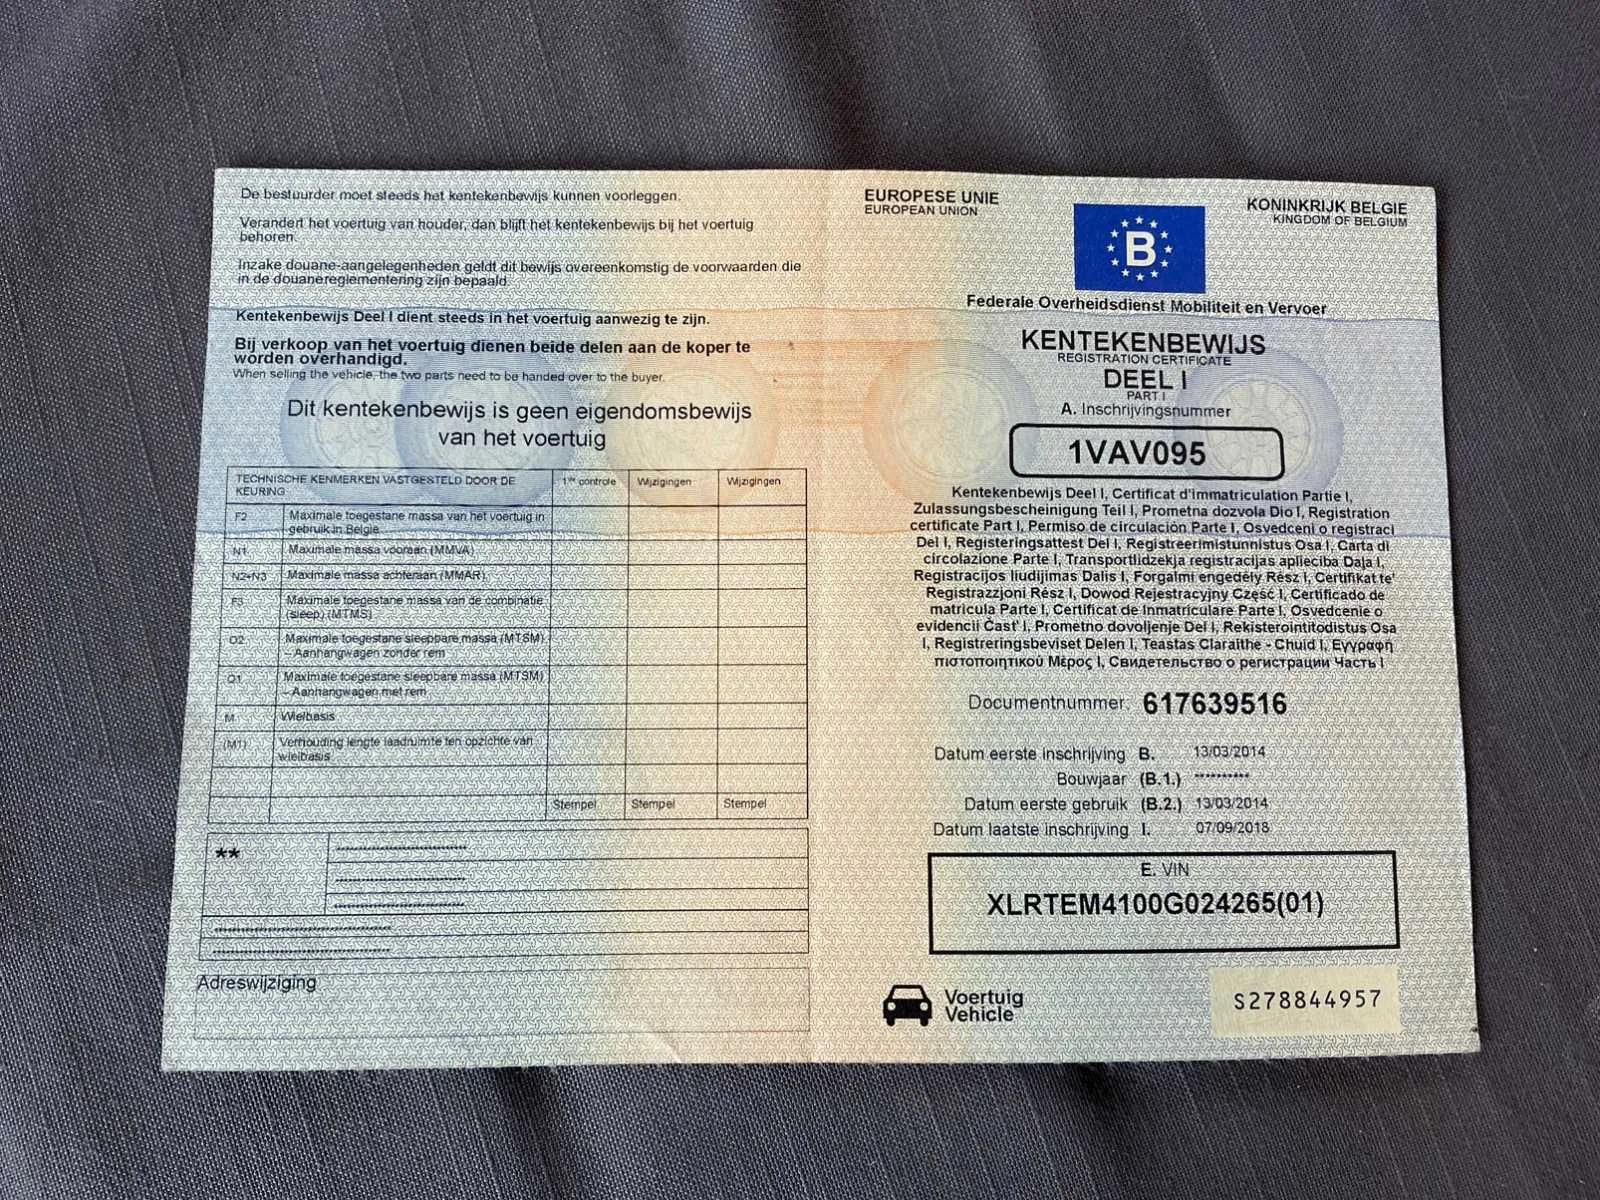 De bestuurder moet steeds het kentekenbewijs kunnen voorleggen.
Verandert het voertuig van houder, dan blijft het kentekenbewijs bij het voertuig
behoren.
Inzake douane-aangelegenheden geldt dit bewijs overeenkomstig de voorwaarden die
in de douanereglementering zijn bepaald.
Kentekenbewijs Deel I dient steeds in het voertuig aanwezig te zijn.
Bij verkoop van het voertuig dienen beide delen aan de koper te
worden overhandigd.
When selling the vehicle, the two parts need to be handed over to the buyer.
Dit kentekenbewijs is geen eigendomsbewijs
van het voertuig
TECHNISCHE KENMERKEN VASTGESTELD DOOR DE
KEURING
1ste controle
Wijzigingen
Wijzigingen
F2
Maximale toegestane massa van het voertuig in
gebruik in België
N1
Maximale massa vooraan (MMVA)
N2+N3
Maximale massa achteraan (MMAR)
F3
Maximale toegestane massa van de combinatie
(sleep) (MTMS)
O2
Maximale toegestane sleepbare massa (MTSM)
– Aanhangwagen zonder rem
O1
Maximale toegestane sleepbare massa (MTSM)
– Aanhangwagen met rem
M
Wielbasis
(M1)
Verhouding lengte laadruimte ten opzichte van
wielbasis
Stempel
Stempel
Stempel
**
Adreswijziging
EUROPESE UNIE
EUROPEAN UNION
B
KONINKRIJK BELGIE
KINGDOM OF BELGIUM
Federale Overheidsdienst Mobiliteit en Vervoer
KENTEKENBEWIJS
REGISTRATION CERTIFICATE
DEEL I
PART I
A. Inschrijvingsnummer
1VAV095
Kentekenbewijs Deel I, Certificat d'immatriculation Partie I,
Zulassungsbescheinigung Teil I, Prometna dozvola Dio I, Registration
certificate Part I, Permiso de circulación Parte I, Osvedceni o registraci
Del I, Registeringsattest Del I, Registreerimistunnistus Osa I, Carta di
circolazione Parte I, Transportlidzekja registracijas aplieciba Daja I,
Registracijos liudijimas Dalis I, Forgalmi engedély Rész I, Certifikat te'
Registrazzjoni Rész I, Dowod Rejestracyjny Część I, Certificado de
matricula Parte I, Certificat de Inmatriculare Parte I, Osvedcenie o
evidencii Čast' I, Prometno dovoljenje Del I, Rekisterointitodistus Osa
I, Registreringsbeviset Delen I, Teastas Claraithe - Chuid I, Εγγραφή
πιστοποιητικού Μέρος I, Свидетельство о регистрации Часть I
Documentnummer. 617639516
Datum eerste inschrijving B. 13/03/2014
Bouwjaar (B.1.) **********
Datum eerste gebruik (B.2.) 13/03/2014
Datum laatste inschrijving I. 07/09/2018
E. VIN
XLRTEM4100G024265(01)
Voertuig
Vehicle
S278844957